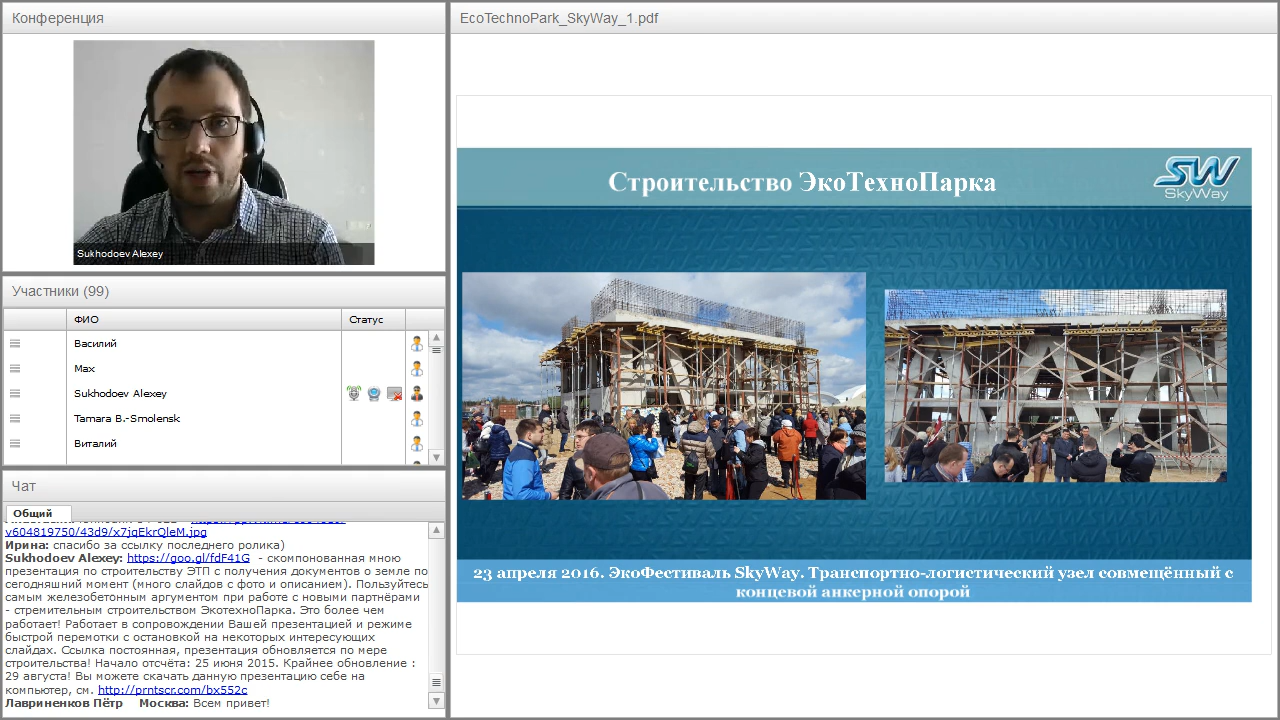 Конференция
Sukhodoev Alexey
Участники (99)
ФИО Статус
Василий
Max
Sukhodoev Alexey
Tamara B.-Smolensk
Виталий
Чат
Общий
v604819750/43d9/x7jqEkrQleM.jpg
Ирина: спасибо за ссылку последнего ролика)
Sukhodoev Alexey: https://goo.gl/fdF41G - скомпонованная мною
презентация по строительству ЭТП с получения документов о земле по
сегодняшний момент (много слайдов с фото и описанием). Пользуйтесь
самым железобетонным аргументом при работе с новыми партнёрами
- стремительным строительством ЭкотехноПарка. Это более чем
работает! Работает в сопровождении Вашей презентацией и режиме
быстрой перемотки с остановкой на некоторых интересующих
слайдах. Ссылка постоянная, презентация обновляется по мере
строительства! Начало отсчёта: 25 июня 2015. Крайнее обновление :
29 августа! Вы можете скачать данную презентацию себе на
компьютер, см. http://prntscr.com/bx552c
Лавриненков Пётр Москва: Всем привет!
EcoTechnoPark_SkyWay_1.pdf
Строительство ЭкоТехноПарка
SW
SkyWay
23 апреля 2016. ЭкоФестиваль SkyWay. Транспортно-логистический узел совмещённый с
концевой анкерной опорой